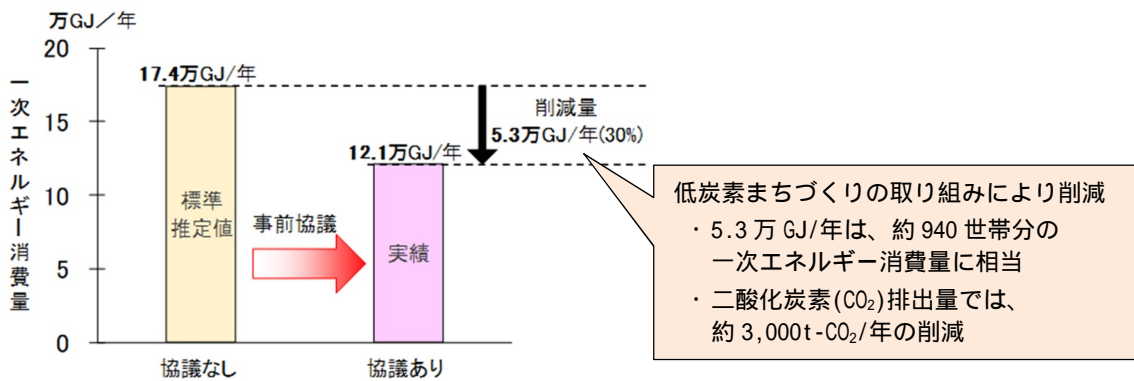 万GJ／年
20
15
10
5
0
一次エネルギー消費量
17.4万GJ/年
標準
推定値
事前協議
12.1万GJ/年
実績
削減量
5.3万GJ/年(30%)
協議なし
協議あり
低炭素まちづくりの取り組みにより削減
・5.3万GJ/年は、約940世帯分の
一次エネルギー消費量に相当
・二酸化炭素(CO₂)排出量では、
約3,000t-CO₂/年の削減